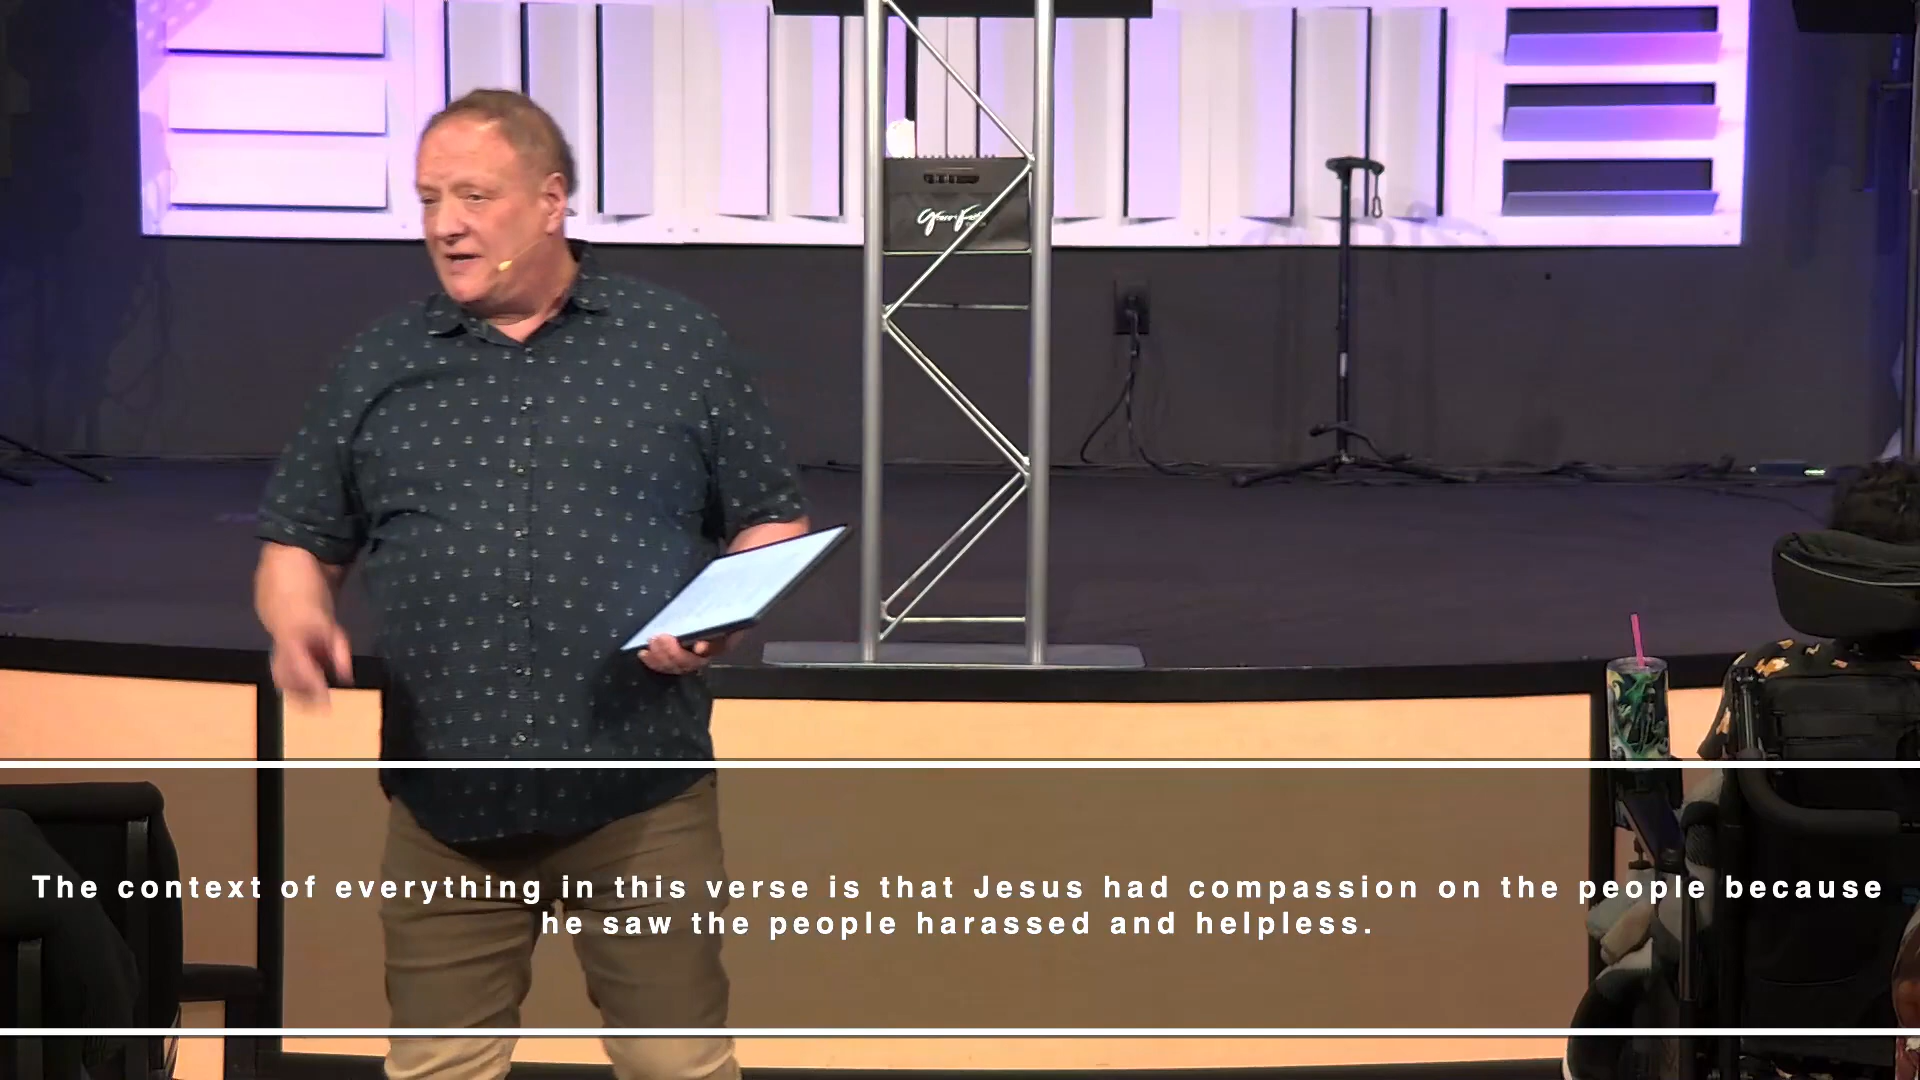 The context of everything in this verse is that Jesus had compassion on the people because
he saw the people harassed and helpless.